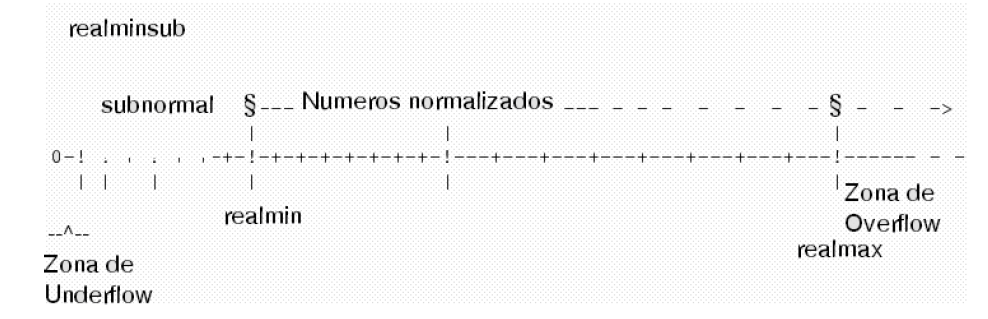 realminsub
subnormal § --- Numeros normalizados --- - - - - - - - § - - ->
| | |
0-! . , . , ,-+-!-+-+-+-+-+-+-+-!---+---+---+---+---+---+---+---!------ - -
| | | | | |
Zona de
realmin Overflow
--^-- realmax
Zona de
Underflow